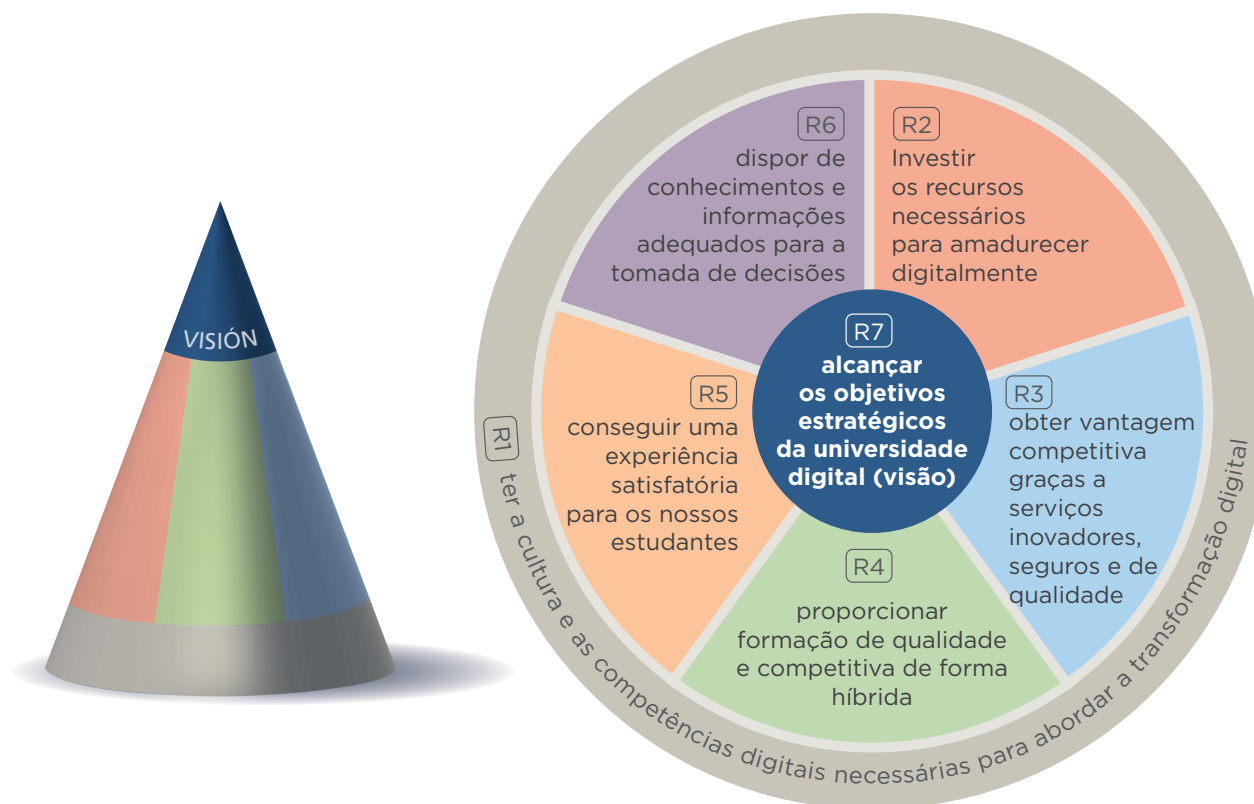 VISIÓN
R1 ter a cultura e as competências digitais necessárias para abordar a transformação digital
R2
Investir
os recursos
necessários
para amadurecer
digitalmente
R3
obter vantagem
competitiva
graças a
serviços
inovadores,
seguros e de
qualidade
R4
proporcionar
formação de qualidade
e competitiva de forma
híbrida
R5
conseguir uma
experiência
satisfatória
para os nossos
estudantes
R6
dispor de
conhecimentos e
informações
adequados para a
tomada de decisões
R7
alcançar
os objetivos
estratégicos
da universidade
digital (visão)